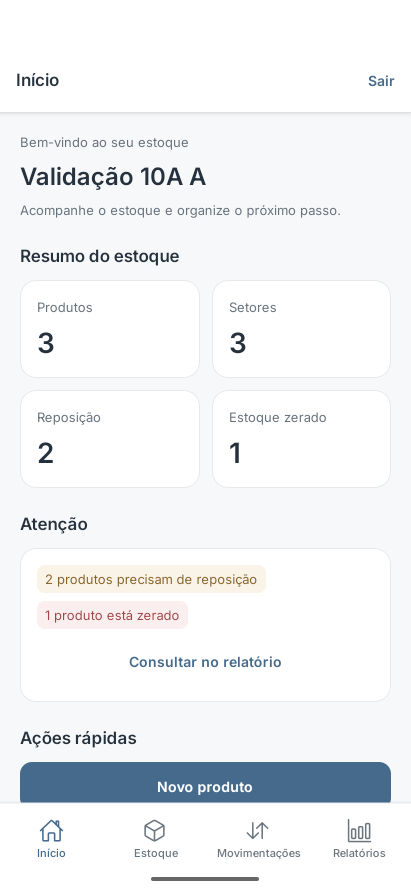 Início
Sair
Bem-vindo ao seu estoque
Validação 10A A
Acompanhe o estoque e organize o próximo passo.
Resumo do estoque
Produtos
3
Setores
3
Reposição
2
Estoque zerado
1
Atenção
2 produtos precisam de reposição
1 produto está zerado
Consultar no relatório
Ações rápidas
Novo produto
Início
Estoque
Movimentações
Relatórios